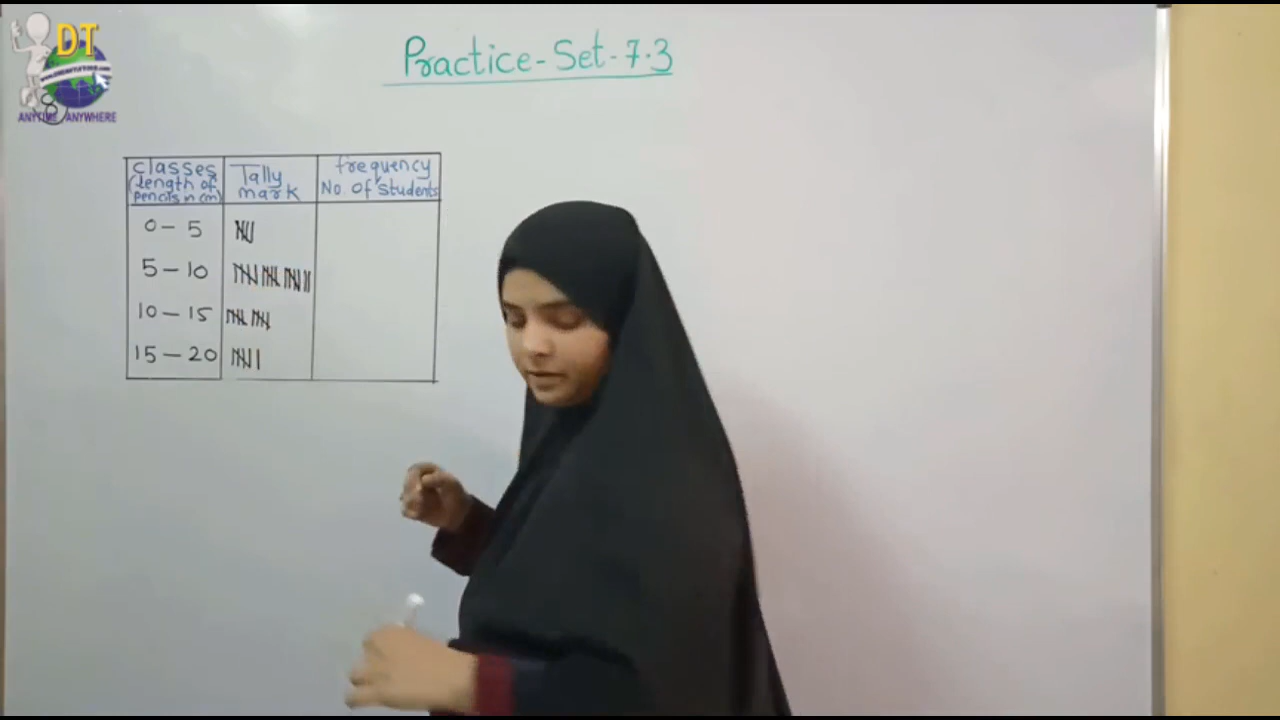 DT
ANYTIME ANYWHERE
Practice-Set-7.3
8
classes
(length of
pencils in cm)
Tally
mark
frequency
No. of students
0 - 5
5 - 10
10 - 15
15 - 20